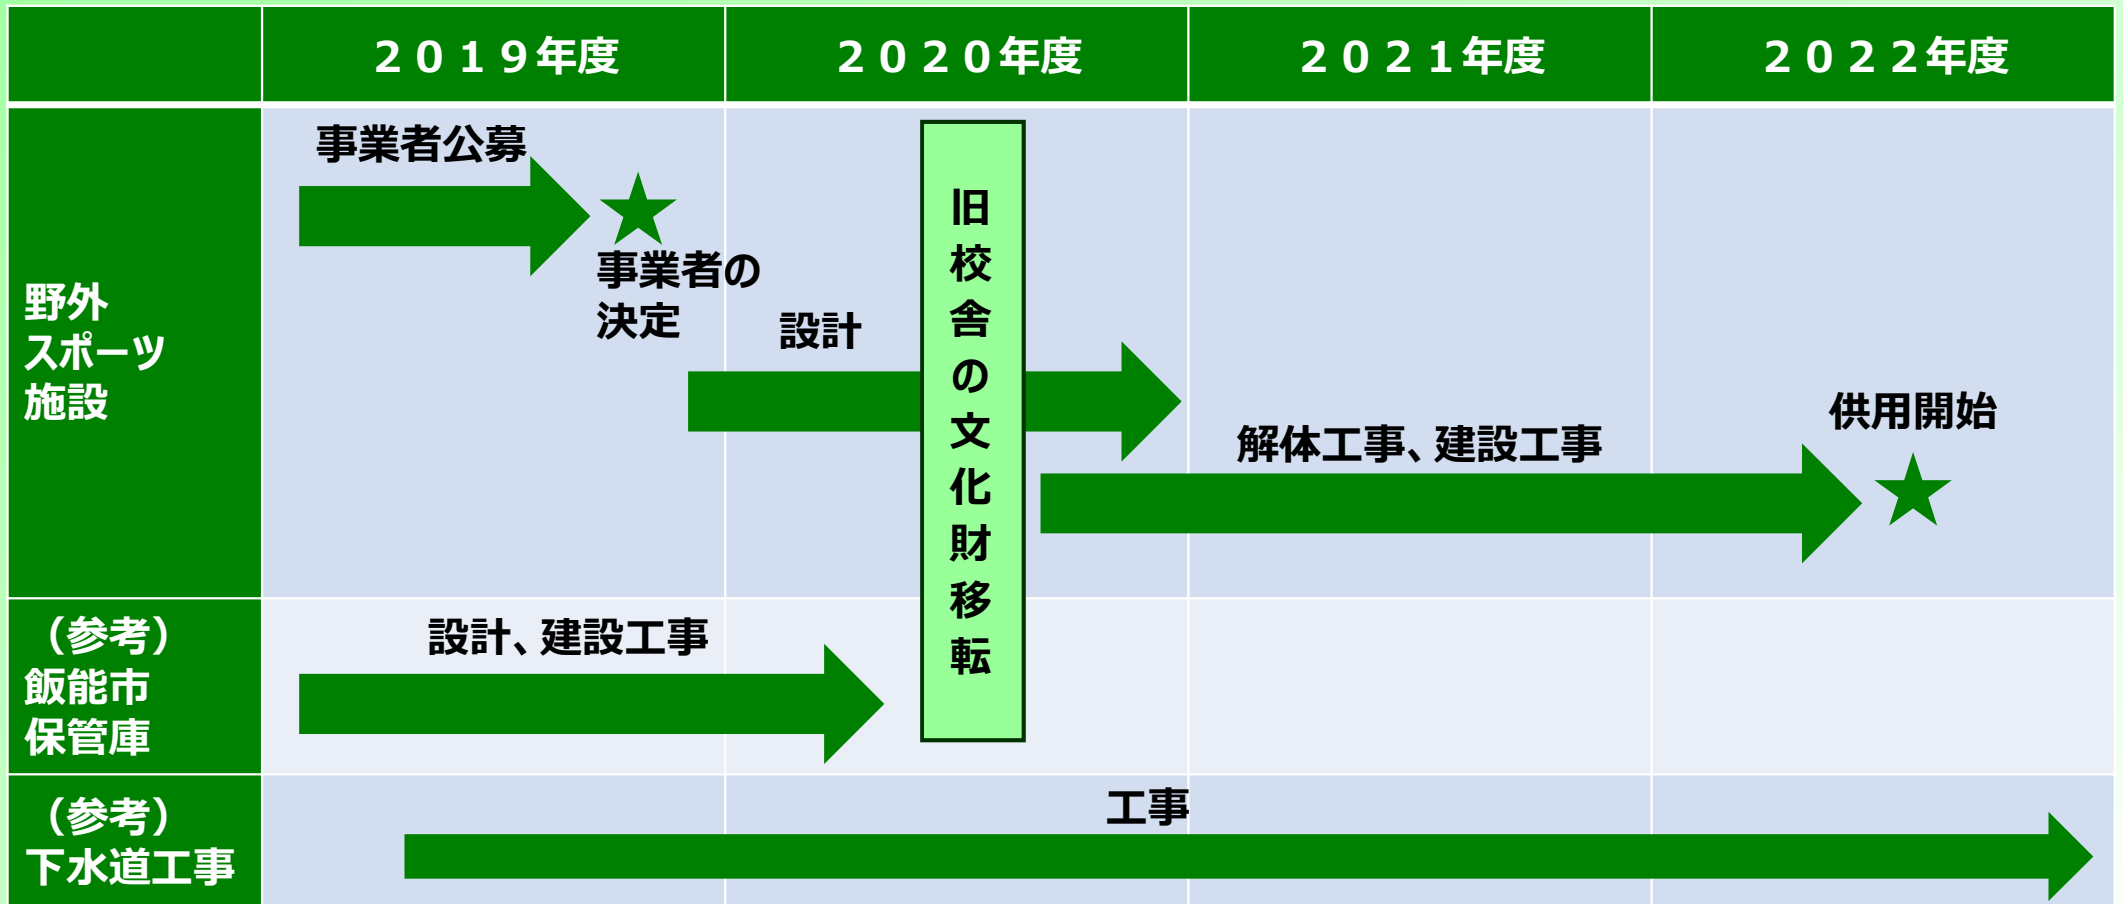 ２０１９年度
２０２０年度
２０２１年度
２０２２年度
野外
スポーツ
施設
事業者公募
事業者の
決定
設計
旧校舎の文化財移転
解体工事、建設工事
供用開始
（参考）
飯能市
保管庫
設計、建設工事
（参考）
下水道工事
工事